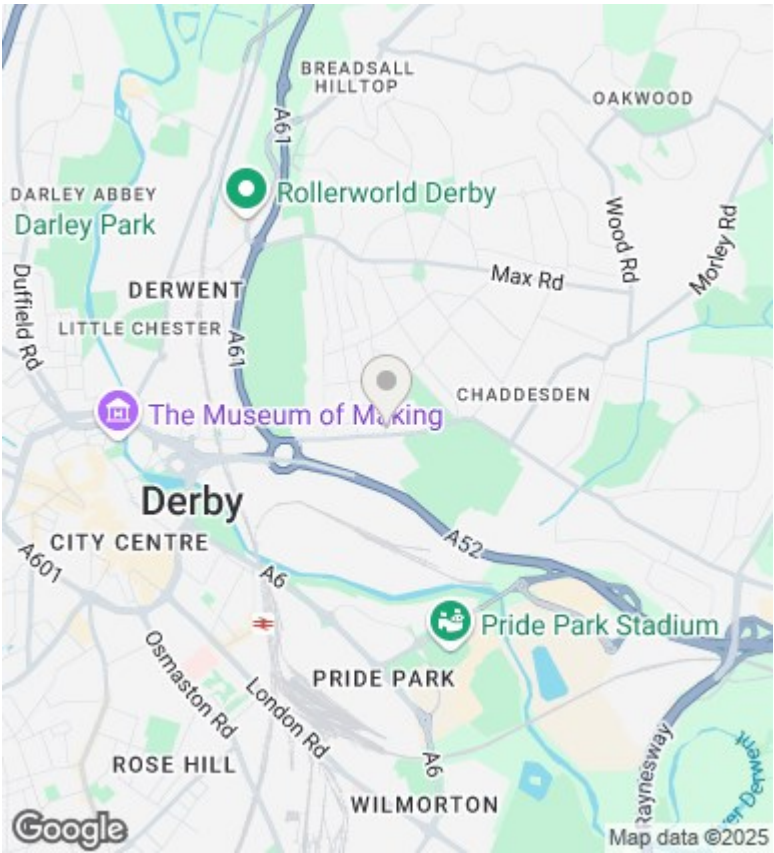 BREADSALL
HILLTOP
OAKWOOD
A61
Rollerworld Derby
DARLEY ABBEY
Darley Park
Wood Rd
Morley Rd
Max Rd
DERWENT
Duffield Rd
LITTLE CHESTER
A61
CHADDESDEN
The Museum of Making
Derby
CITY CENTRE
A52
A601
A6
Pride Park Stadium
PRIDE PARK
Osmaston Rd
London Rd
A6
Raynesway
ROSE HILL
WILMORTON
Derwent
Google
Map data ©2025